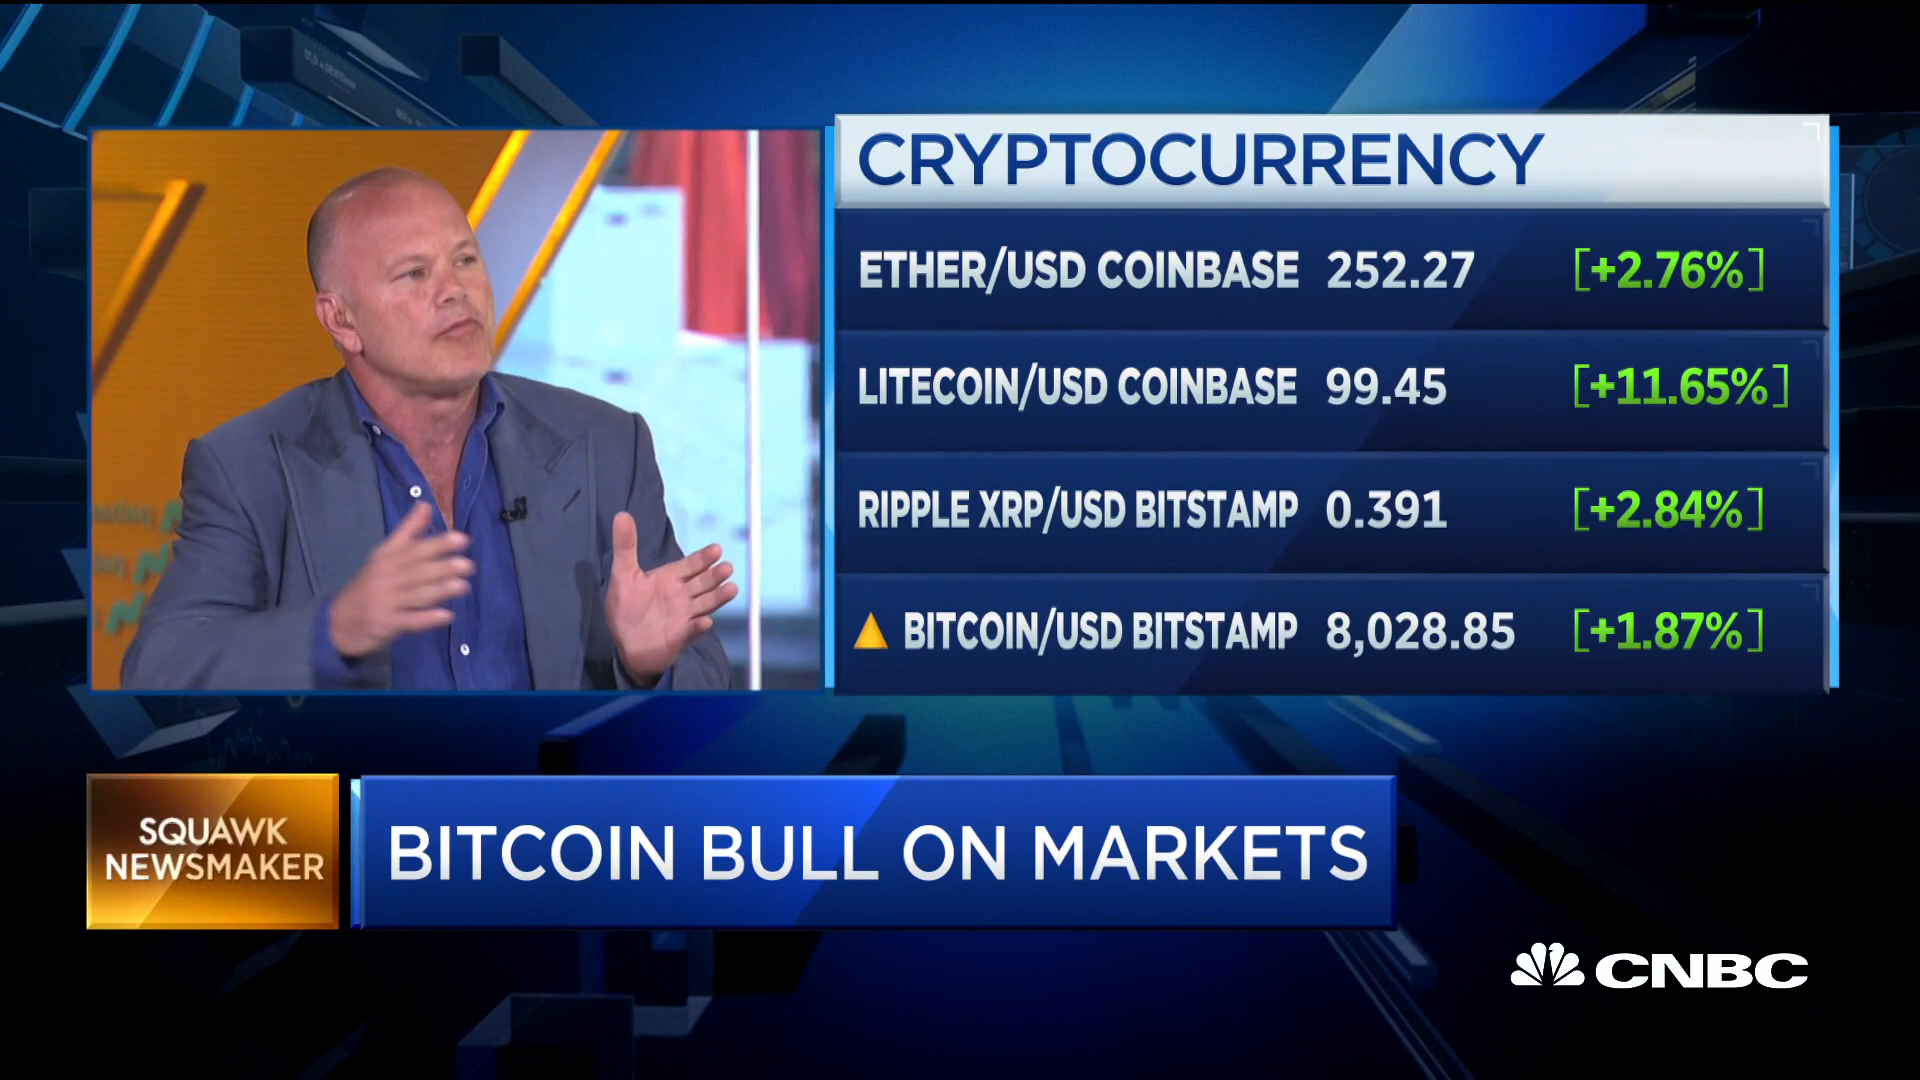 CRYPTOCURRENCY
ETHER/USD COINBASE 252.27 [+2.76%]
LITECOIN/USD COINBASE 99.45 [+11.65%]
RIPPLE XRP/USD BITSTAMP 0.391 [+2.84%]
BITCOIN/USD BITSTAMP 8,028.85 [+1.87%]
SQUAWK
NEWSMAKER
BITCOIN BULL ON MARKETS
CNBC